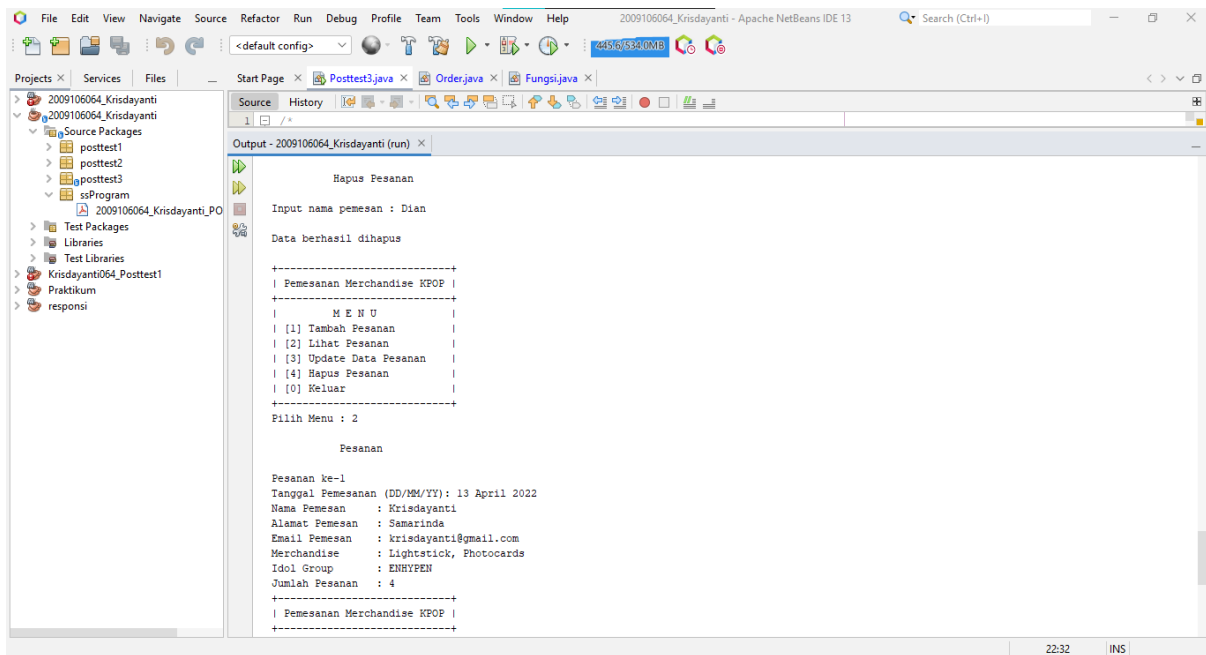 File Edit View Navigate Source Refactor Run Debug Profile Team Tools Window Help 2009106064_Krisdayanti - Apache NetBeans IDE 13 Search (Ctrl+I)
<default config> 445.6/534.0MB
Projects Services Files Start Page Posttest3.java Order.java Fungsi.java
2009106064_Krisdayanti
2009106064_Krisdayanti
Source Packages
posttest1
posttest2
posttest3
ssProgram
2009106064_Krisdayanti_PO
Test Packages
Libraries
Test Libraries
Krisdayanti064_Posttest1
Praktikum
responsi
Source History
1 /*
Output - 2009106064_Krisdayanti (run)
Hapus Pesanan
Input nama pemesan : Dian
Data berhasil dihapus
+----------------------------+
| Pemesanan Merchandise KPOP |
+----------------------------+
| M E N U |
| [1] Tambah Pesanan |
| [2] Lihat Pesanan |
| [3] Update Data Pesanan |
| [4] Hapus Pesanan |
| [0] Keluar |
+----------------------------+
Pilih Menu : 2
Pesanan
Pesanan ke-1
Tanggal Pemesanan (DD/MM/YY): 13 April 2022
Nama Pemesan : Krisdayanti
Alamat Pemesan : Samarinda
Email Pemesan : krisdayanti@gmail.com
Merchandise : Lightstick, Photocards
Idol Group : ENHYPEN
Jumlah Pesanan : 4
+----------------------------+
| Pemesanan Merchandise KPOP |
+----------------------------+
22:32 INS